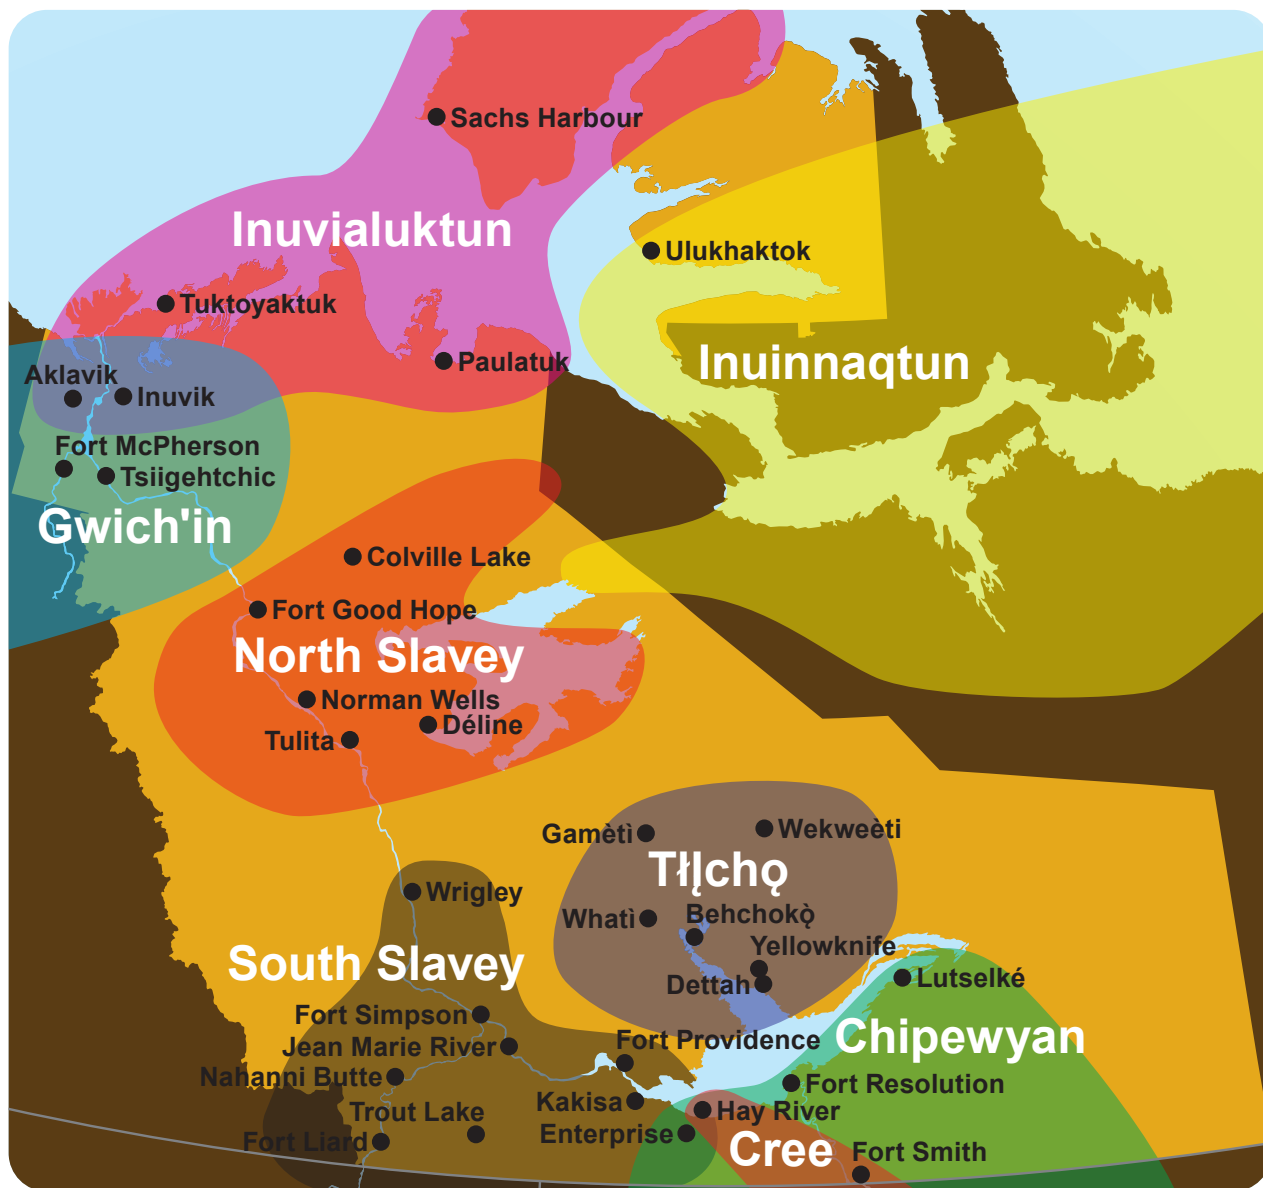 Sachs Harbour
Inuvialuktun
Ulukhaktok
Tuktoyaktuk
Paulatuk
Inuinnaqtun
Aklavik
Inuvik
Fort McPherson
Tsiigehtchic
Gwich'in
Colville Lake
Fort Good Hope
North Slavey
Norman Wells
Déline
Tulita
Gamètì
Wekweèti
Tłı̨chǫ
Wrigley
Whatì
Behchokǫ̀
Yellowknife
South Slavey
Dettah
Lutselké
Fort Simpson
Chipewyan
Jean Marie River
Fort Providence
Nahanni Butte
Fort Resolution
Trout Lake
Kakisa
Hay River
Fort Liard
Enterprise
Cree
Fort Smith